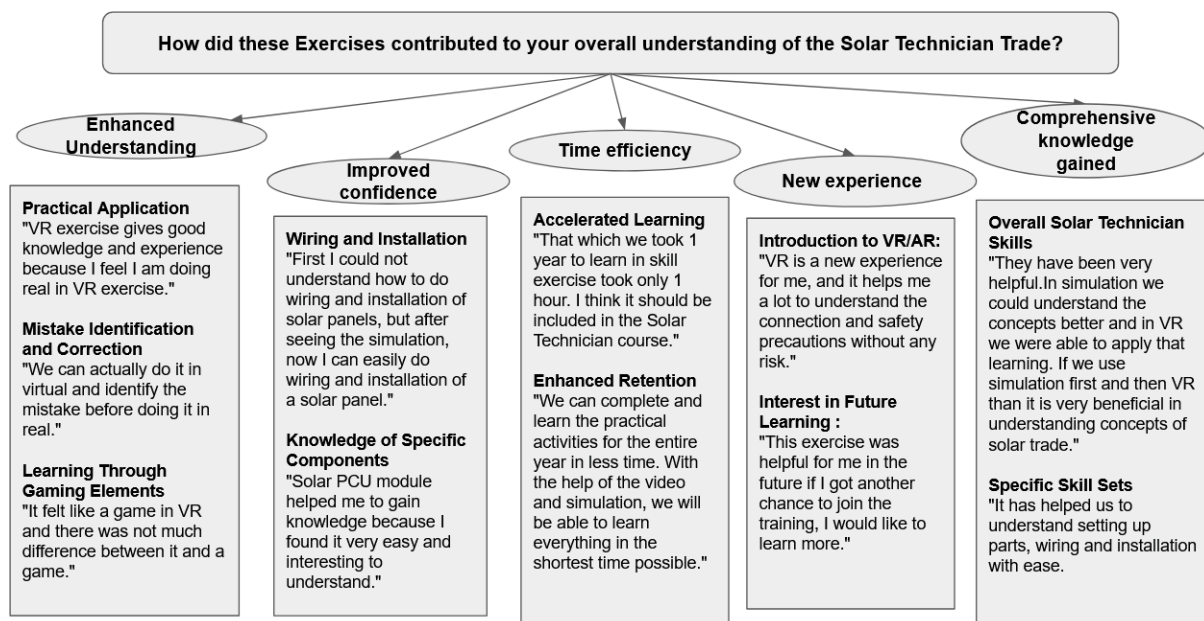 How did these Exercises contributed to your overall understanding of the Solar Technician Trade?
Enhanced
Understanding
Improved
confidence
Time efficiency
New experience
Comprehensive
knowledge
gained
Practical Application
"VR exercise gives good
knowledge and experience
because I feel I am doing
real in VR exercise."
Mistake Identification
and Correction
"We can actually do it in
virtual and identify the
mistake before doing it in
real."
Learning Through
Gaming Elements
"It felt like a game in VR
and there was not much
difference between it and a
game."
Wiring and Installation
"First I could not
understand how to do
wiring and installation of
solar panels, but after
seeing the simulation,
now I can easily do
wiring and installation of
a solar panel."
Knowledge of Specific
Components
"Solar PCU module
helped me to gain
knowledge because I
found it very easy and
interesting to
understand."
Accelerated Learning
"That which we took 1
year to learn in skill
exercise took only 1
hour. I think it should be
included in the Solar
Technician course."
Enhanced Retention
"We can complete and
learn the practical
activities for the entire
year in less time. With
the help of the video
and simulation, we will
be able to learn
everything in the
shortest time possible."
Introduction to VR/AR:
"VR is a new experience
for me, and it helps me
a lot to understand the
connection and safety
precautions without any
risk."
Interest in Future
Learning :
"This exercise was
helpful for me in the
future if I got another
chance to join the
training, I would like to
learn more."
Overall Solar Technician
Skills
"They have been very
helpful.In simulation we
could understand the
concepts better and in VR
we were able to apply that
learning. If we use
simulation first and then VR
than it is very beneficial in
understanding concepts of
solar trade."
Specific Skill Sets
"It has helped us to
understand setting up
parts, wiring and installation
with ease.